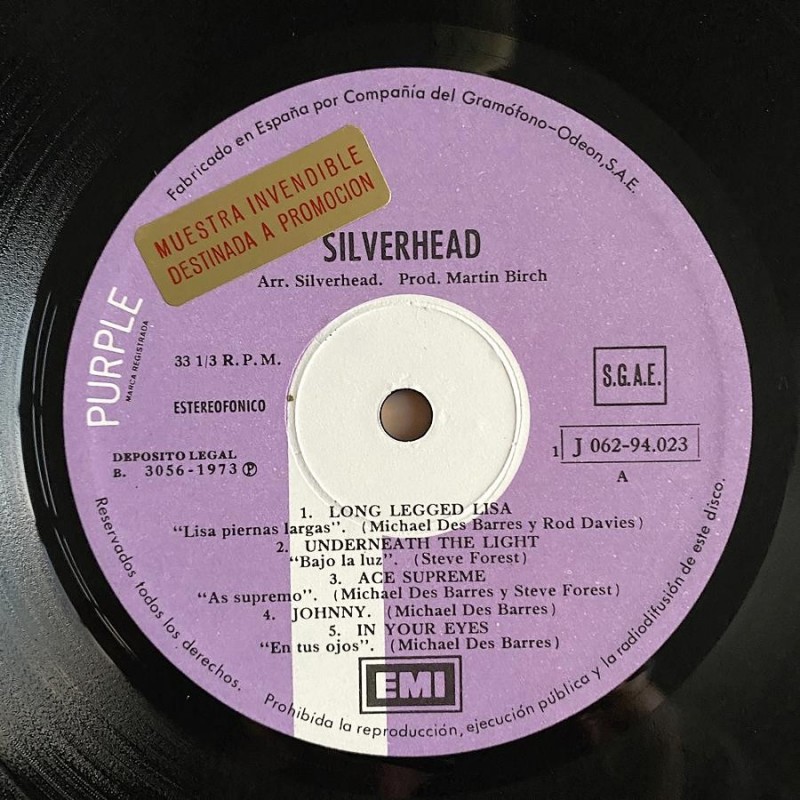 Fabricado en España por Compañía del Gramófono-Odeon, S.A.E.
MUESTRA INVENDIBLE
DESTINADA A PROMOCION
SILVERHEAD
Arr. Silverhead. Prod. Martin Birch
PURPLE
MARCA REGISTRADA
33 1/3 R.P.M.
ESTEREOFONICO
S.G.A.E.
DEPOSITO LEGAL
B. 3056-1973 Ⓟ
1 J 062-94.023
A
1. LONG LEGGED LISA
"Lisa piernas largas". (Michael Des Barres y Rod Davies)
2. UNDERNEATH THE LIGHT
"Bajo la luz". (Steve Forest)
3. ACE SUPREME
"As supremo". (Michael Des Barres y Steve Forest)
4. JOHNNY. (Michael Des Barres)
5. IN YOUR EYES
"En tus ojos". (Michael Des Barres)
EMI
Reservados todos los derechos. Prohibida la reproducción, ejecución pública y la radiodifusión de este disco.